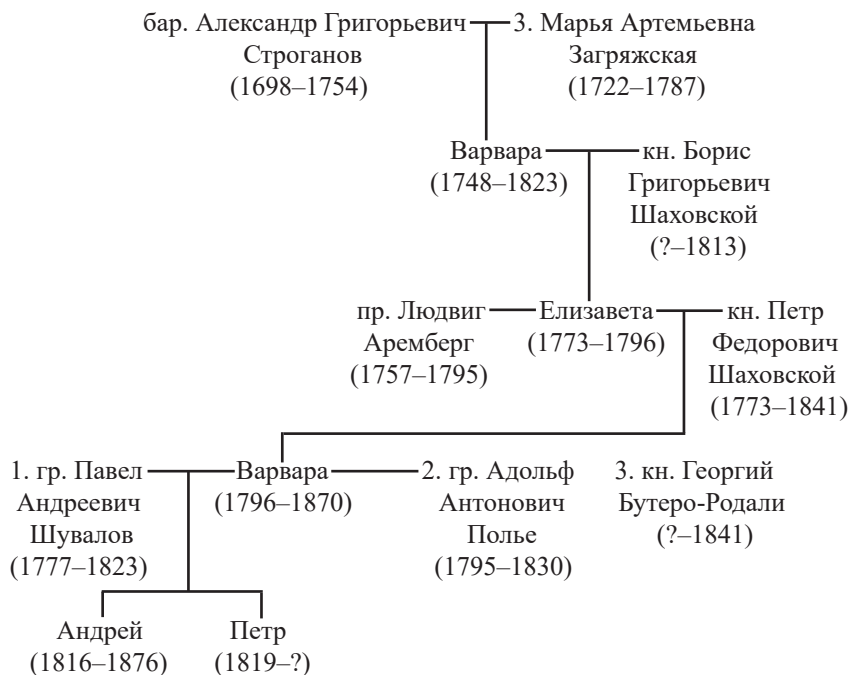 бар. Александр Григорьевич
Строганов
(1698–1754)
3. Марья Артемьевна
Загряжская
(1722–1787)
Варвара
(1748–1823)
кн. Борис
Григорьевич
Шаховской
(?–1813)
пр. Людвиг
Аремберг
(1757–1795)
Елизавета
(1773–1796)
кн. Петр
Федорович
Шаховской
(1773–1841)
1. гр. Павел
Андреевич
Шувалов
(1777–1823)
Варвара
(1796–1870)
2. гр. Адольф
Антонович
Полье
(1795–1830)
3. кн. Георгий
Бутеро-Родали
(?–1841)
Андрей
(1816–1876)
Петр
(1819–?)